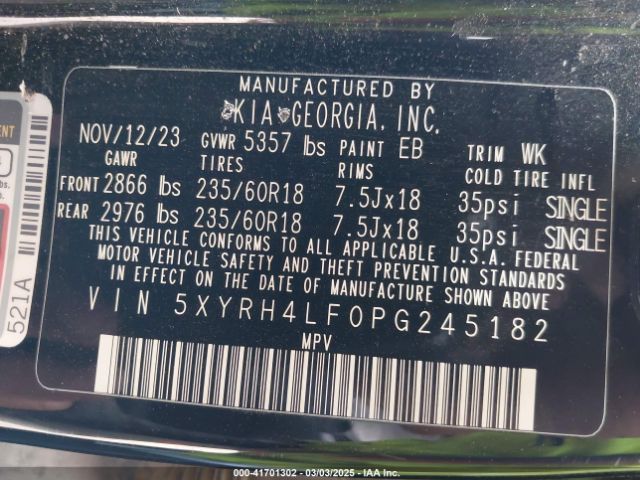 MANUFACTURED BY
KIA GEORGIA, INC.
NOV/12/23 GVWR 5357 lbs PAINT EB TRIM WK
GAWR TIRES RIMS COLD TIRE INFL
FRONT 2866 lbs 235/60R18 7.5Jx18 35psi SINGLE
REAR 2976 lbs 235/60R18 7.5Jx18 35psi SINGLE
THIS VEHICLE CONFORMS TO ALL APPLICABLE U.S.A. FEDERAL
MOTOR VEHICLE SAFETY AND THEFT PREVENTION STANDARDS
IN EFFECT ON THE DATE OF MANUFACTURE SHOWN ABOVE
VIN 5XYRH4LF0PG245182
MPV
521A
000-41701302 - 03/03/2025 - IAA Inc.